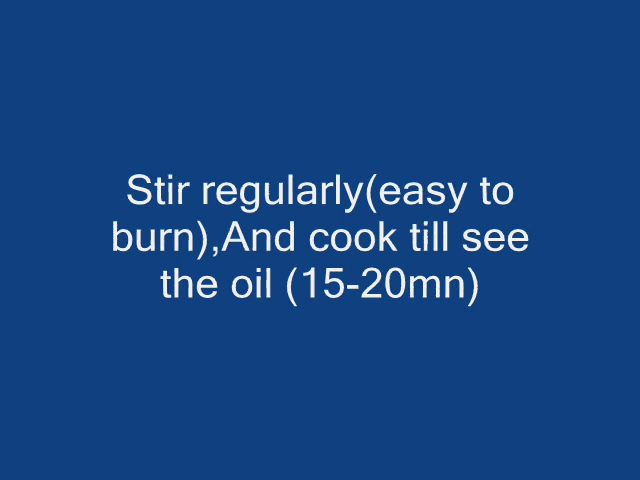 Stir regularly(easy to
burn),And cook till see
the oil (15-20mn)